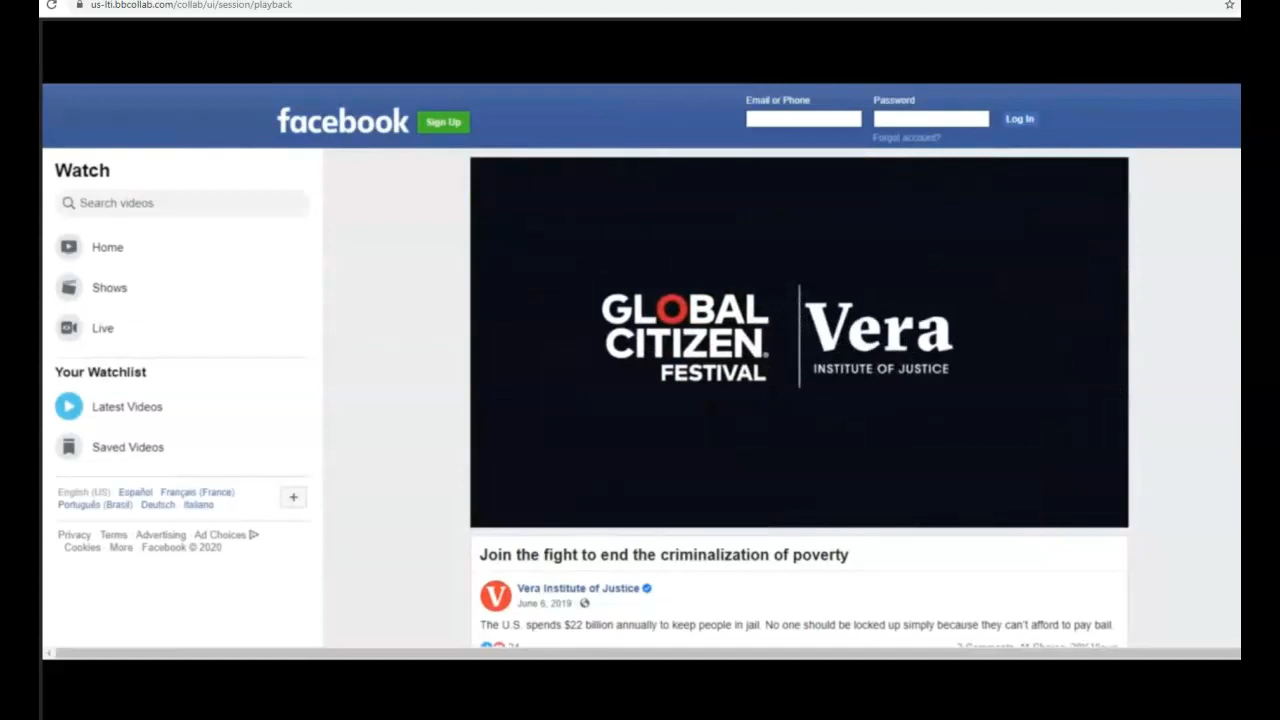 us-lti.bbcollab.com/collab/ui/session/playback
Email or Phone
Password
facebook
Sign Up
Log In
Forgot account?
Watch
Search videos
Home
Shows
Live
Your Watchlist
Latest Videos
Saved Videos
English (US) Español Français (France)
Português (Brasil) Deutsch Italiano
+
Privacy Terms Advertising Ad Choices
Cookies More Facebook © 2020
GLOBAL
CITIZEN.
FESTIVAL
Vera
INSTITUTE OF JUSTICE
Join the fight to end the criminalization of poverty
V
Vera Institute of Justice
June 6, 2019
The U.S. spends $22 billion annually to keep people in jail. No one should be locked up simply because they can't afford to pay bail.